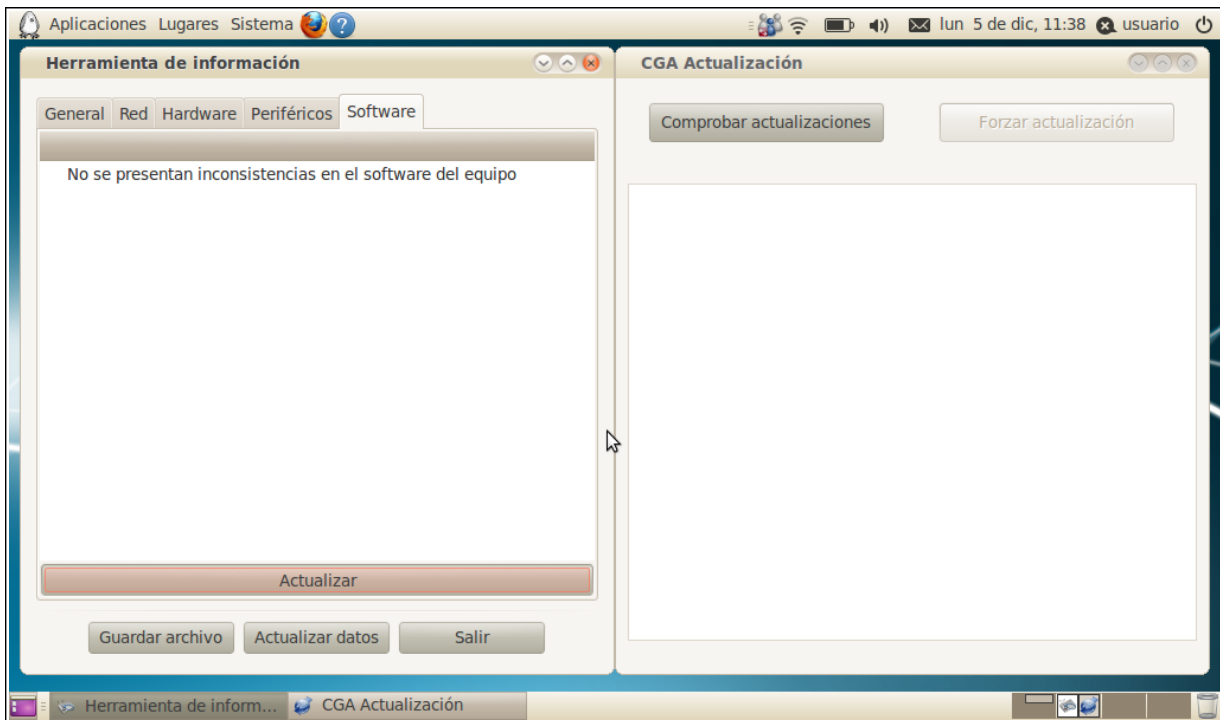 Aplicaciones Lugares Sistema ? lun 5 de dic, 11:38 usuario
Herramienta de información
General Red Hardware Periféricos Software
No se presentan inconsistencias en el software del equipo
Actualizar
Guardar archivo Actualizar datos Salir
CGA Actualización
Comprobar actualizaciones Forzar actualización
Herramienta de inform... CGA Actualización